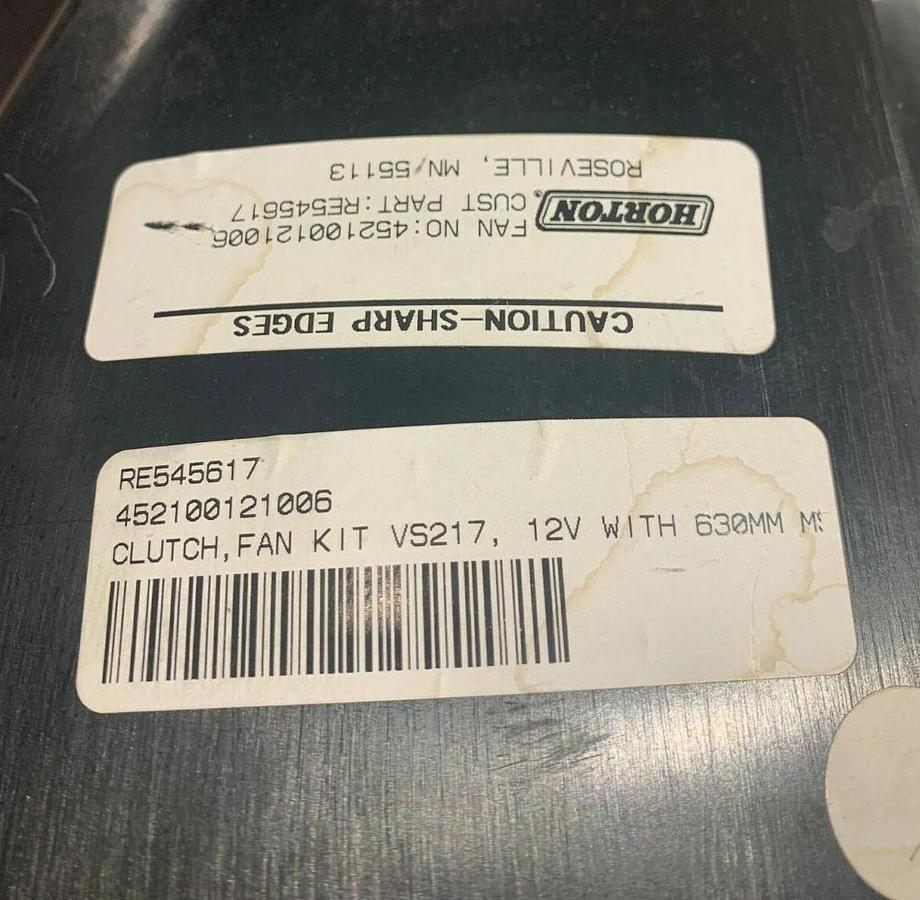 CAUTION-SHARP EDGES
HORTON
FAN NO:452100121006
CUST PART:RE545617
ROSEVILLE, MN/55113
RE545617
452100121006
CLUTCH,FAN KIT VS217, 12V WITH 630MM